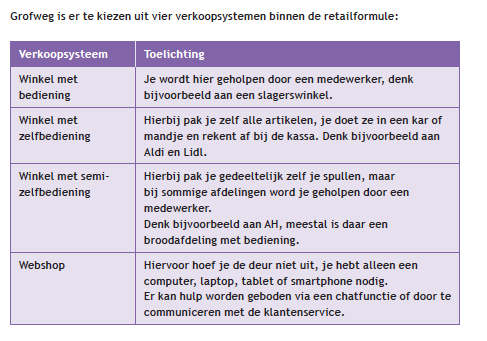 Grofweg is er te kiezen uit vier verkoopsystemen binnen de retailformule:
Verkoopsysteem Toelichting
Winkel met
bediening
Je wordt hier geholpen door een medewerker, denk
bijvoorbeeld aan een slagerswinkel.
Winkel met
zelfbediening
Hierbij pak je zelf alle artikelen, je doet ze in een kar of
mandje en rekent af bij de kassa. Denk bijvoorbeeld aan
Aldi en Lidl.
Winkel met semi-
zelfbediening
Hierbij pak je gedeeltelijk zelf je spullen, maar
bij sommige afdelingen word je geholpen door een
medewerker.
Denk bijvoorbeeld aan AH, meestal is daar een
broodafdeling met bediening.
Webshop
Hiervoor hoef je de deur niet uit, je hebt alleen een
computer, laptop, tablet of smartphone nodig.
Er kan hulp worden geboden via een chatfunctie of door te
communiceren met de klantenservice.